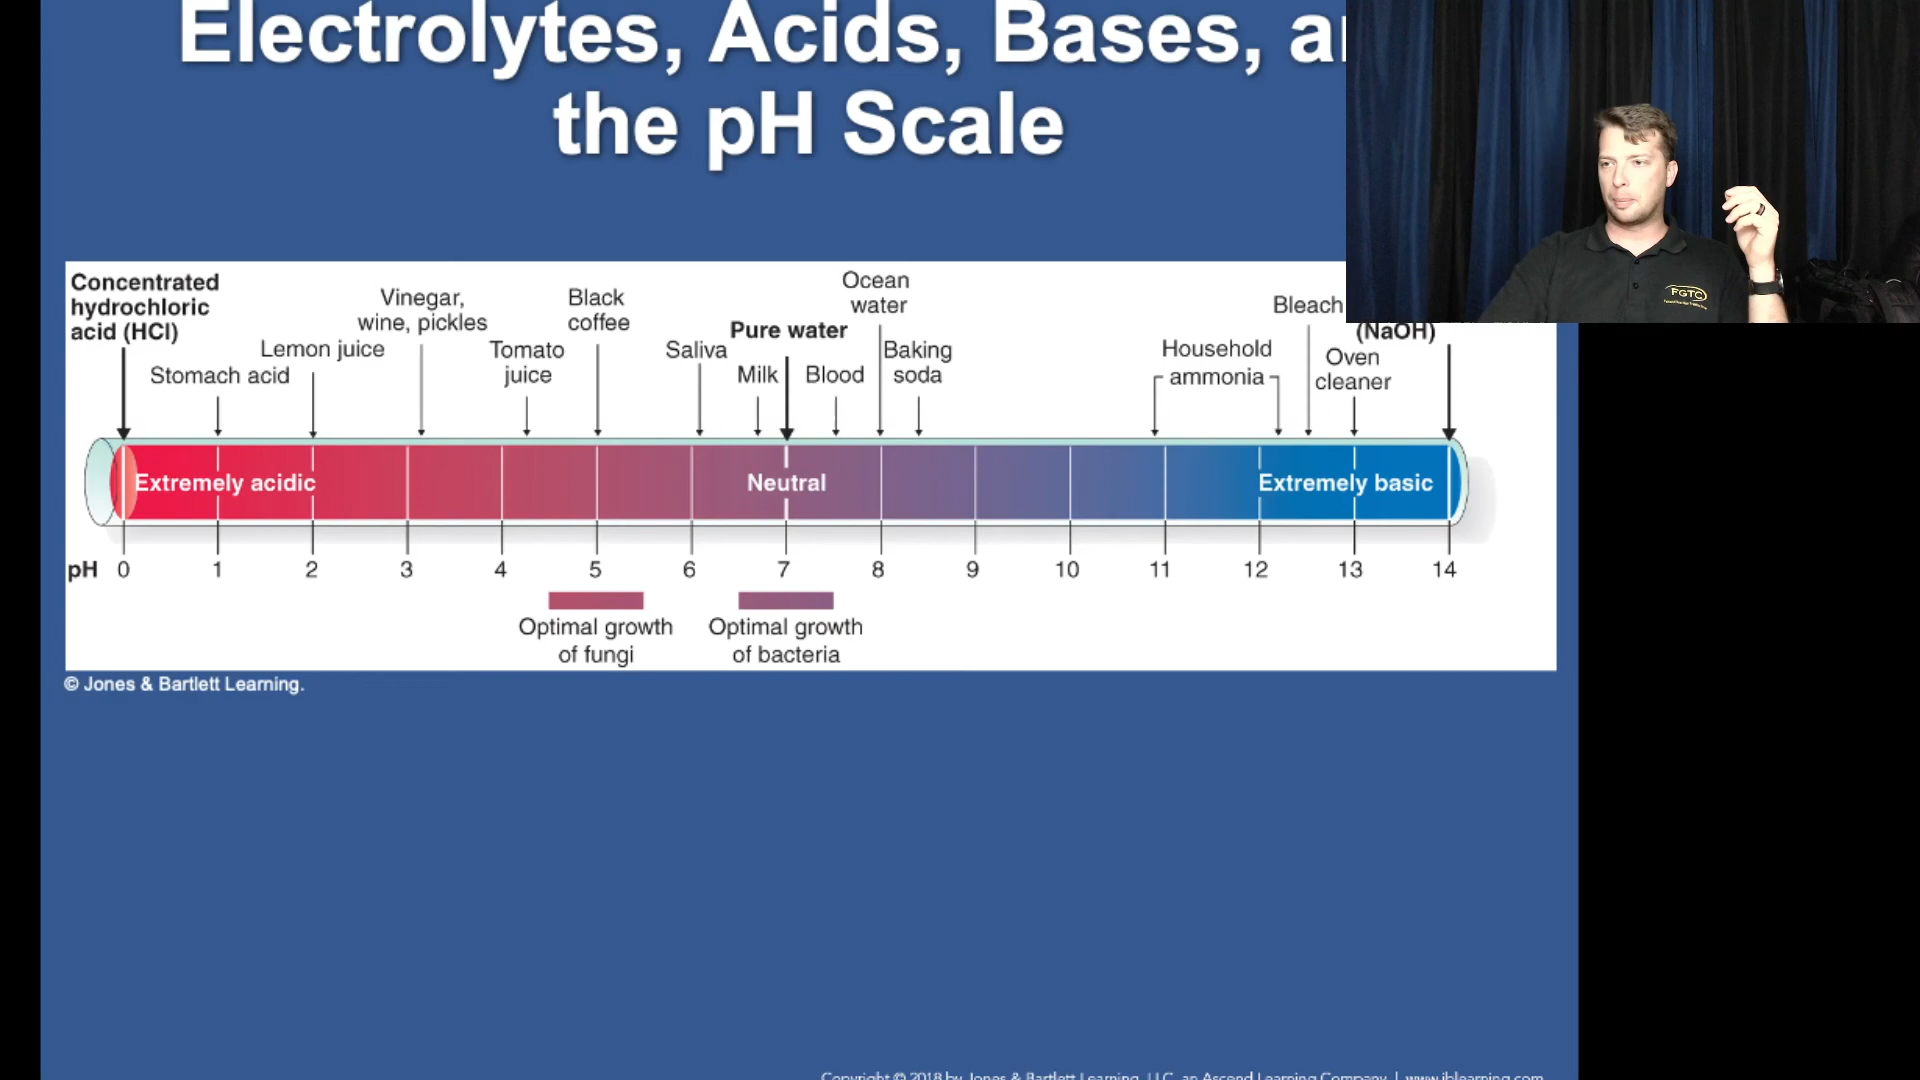 Electrolytes, Acids, Bases, a
the pH Scale
Concentrated
hydrochloric
acid (HCl)
Stomach acid
Lemon juice
Vinegar,
wine, pickles
Tomato
juice
Black
coffee
Saliva
Milk
Pure water
Blood
Ocean
water
Baking
soda
Household
ammonia
Bleach
Oven
cleaner
(NaOH)
Extremely acidic
Neutral
Extremely basic
pH 0 1 2 3 4 5 6 7 8 9 10 11 12 13 14
Optimal growth
of fungi
Optimal growth
of bacteria
© Jones & Bartlett Learning.
Copyright © 2018 by Jones & Bartlett Learning, LLC, an Ascend Learning Company | www.jblearning.com
FGTC